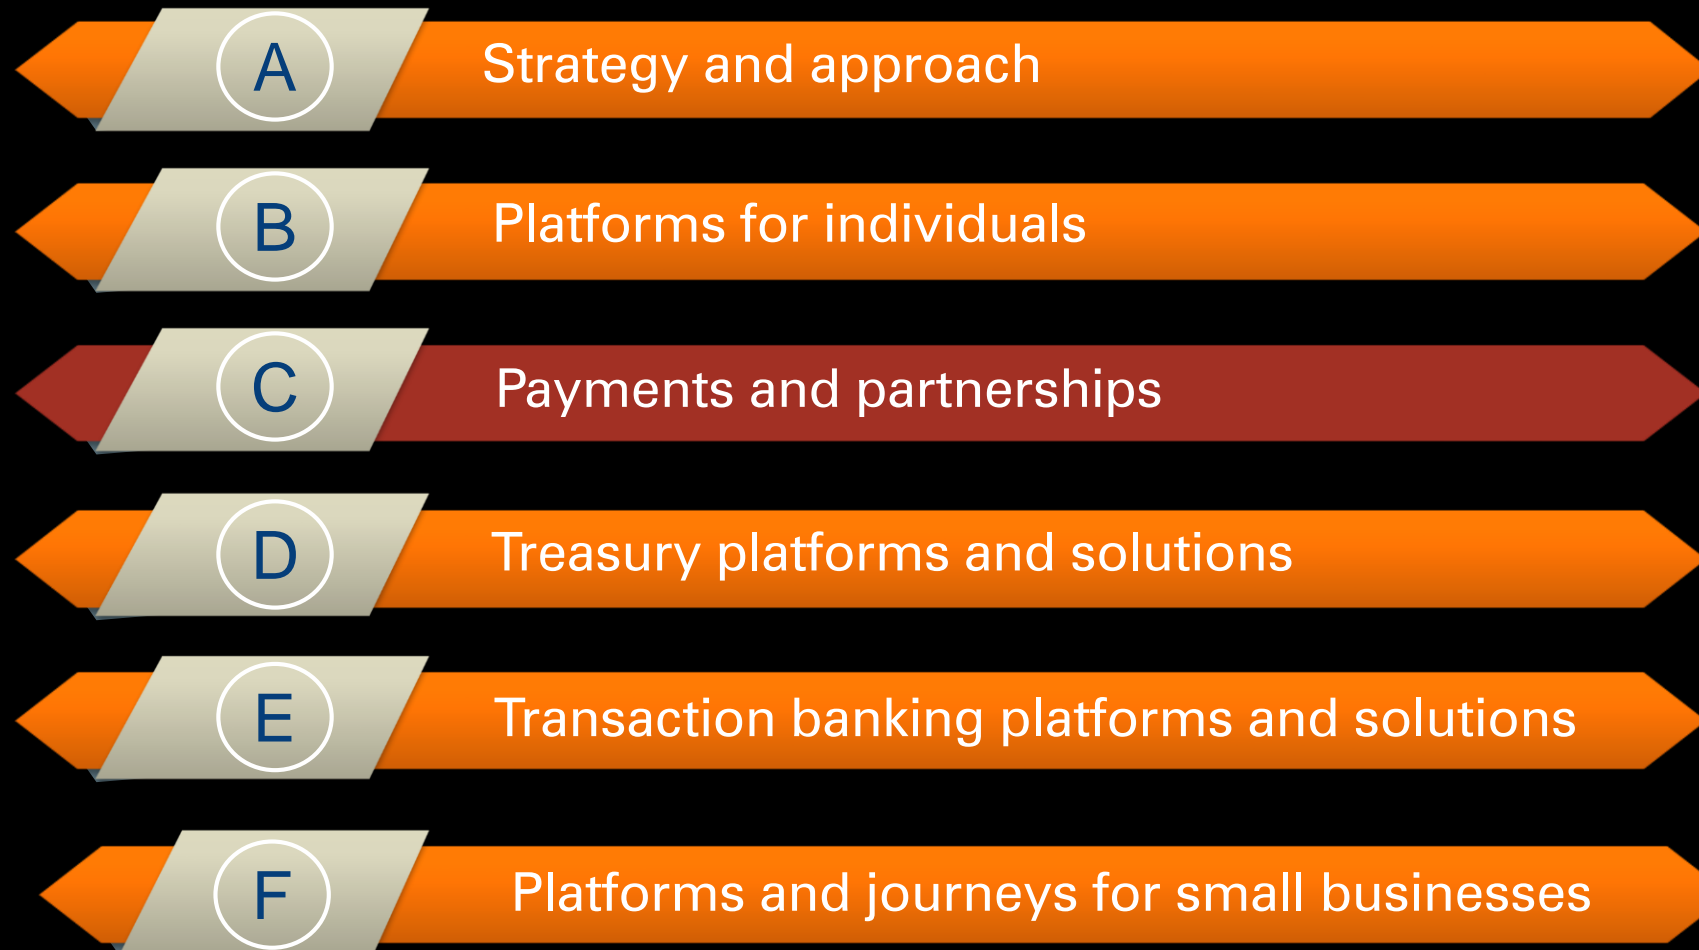 A Strategy and approach
B Platforms for individuals
C Payments and partnerships
D Treasury platforms and solutions
E Transaction banking platforms and solutions
F Platforms and journeys for small businesses